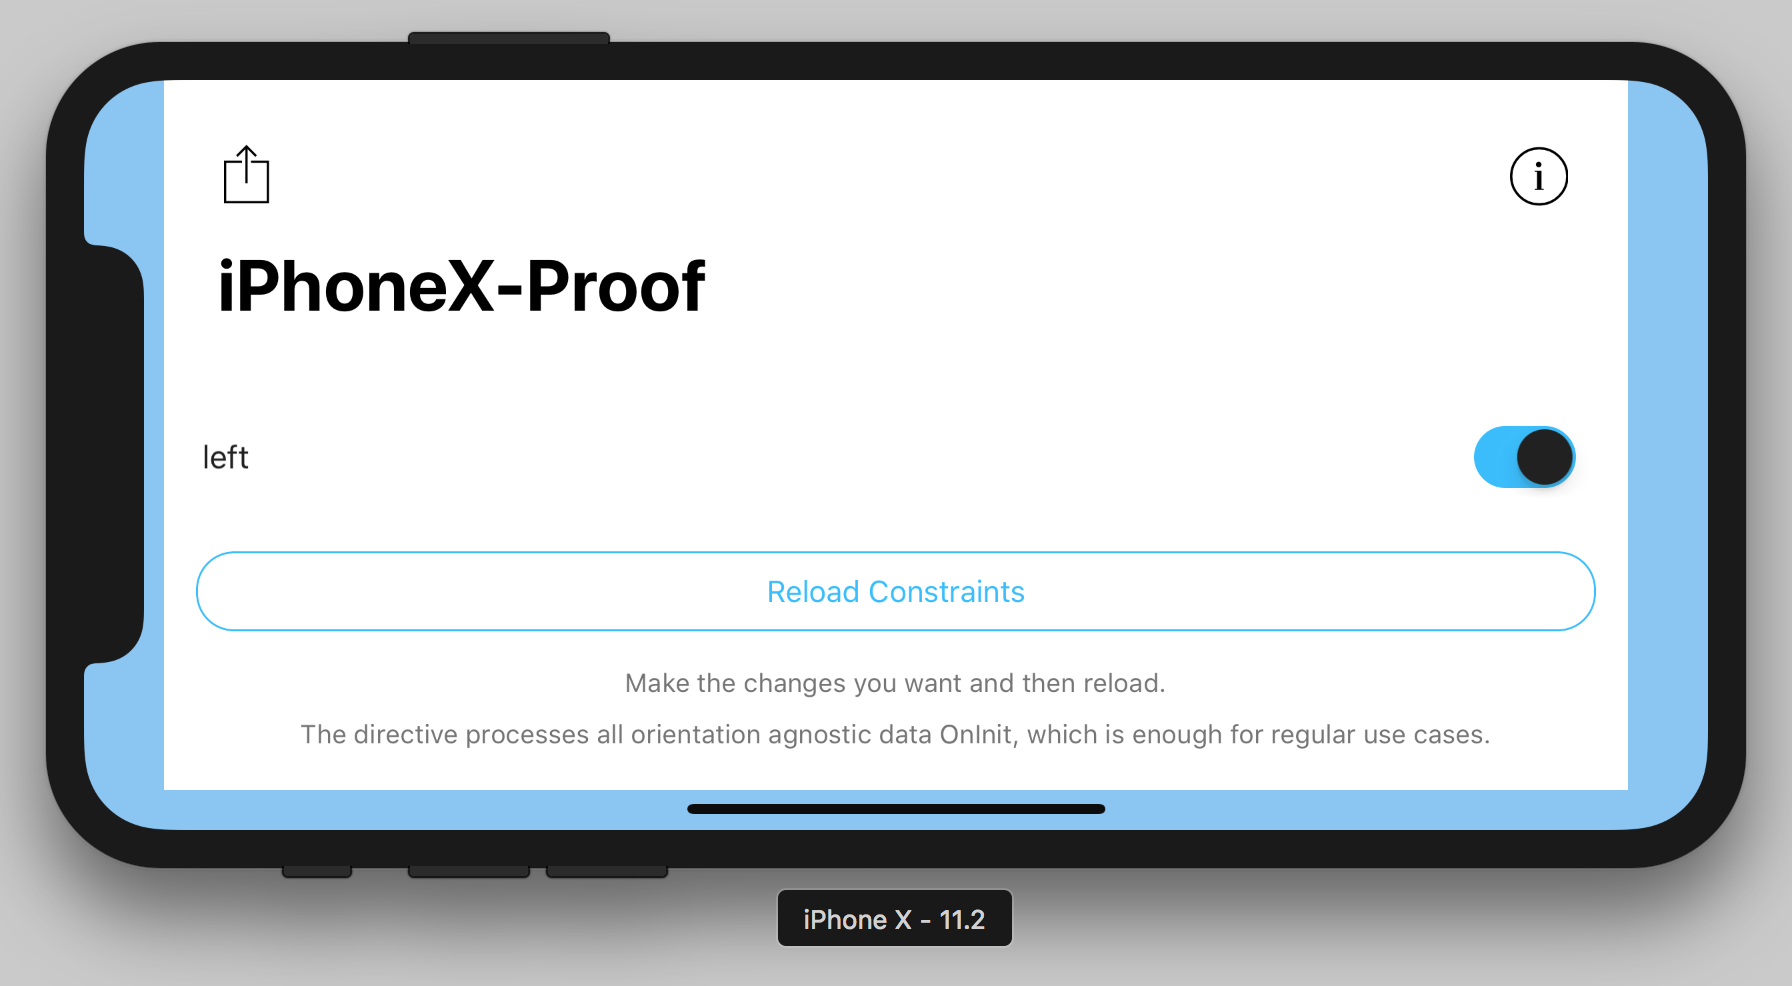 i
iPhoneX-Proof
left
Reload Constraints
Make the changes you want and then reload.
The directive processes all orientation agnostic data OnInit, which is enough for regular use cases.
iPhone X - 11.2